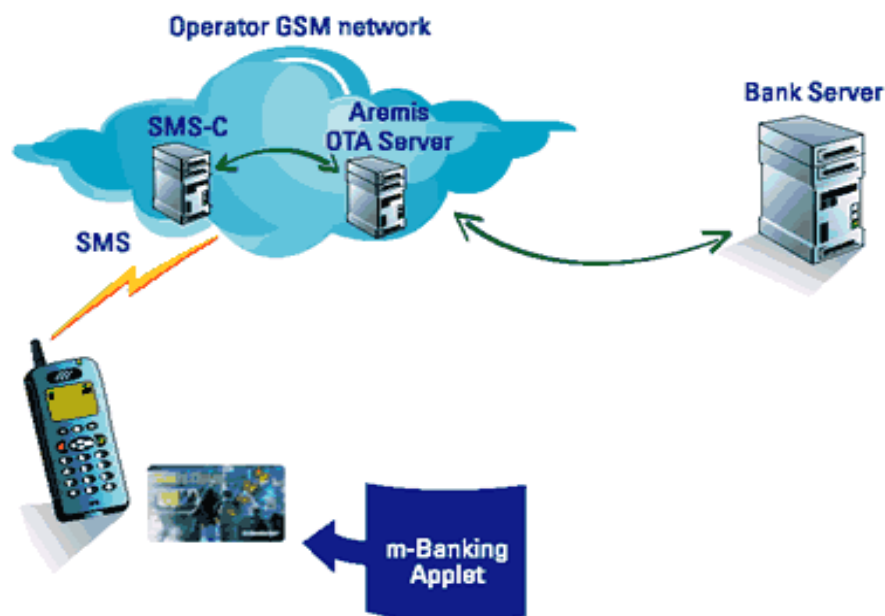 Operator GSM network
SMS-C
Aremis
OTA Server
Bank Server
SMS
m-Banking
Applet